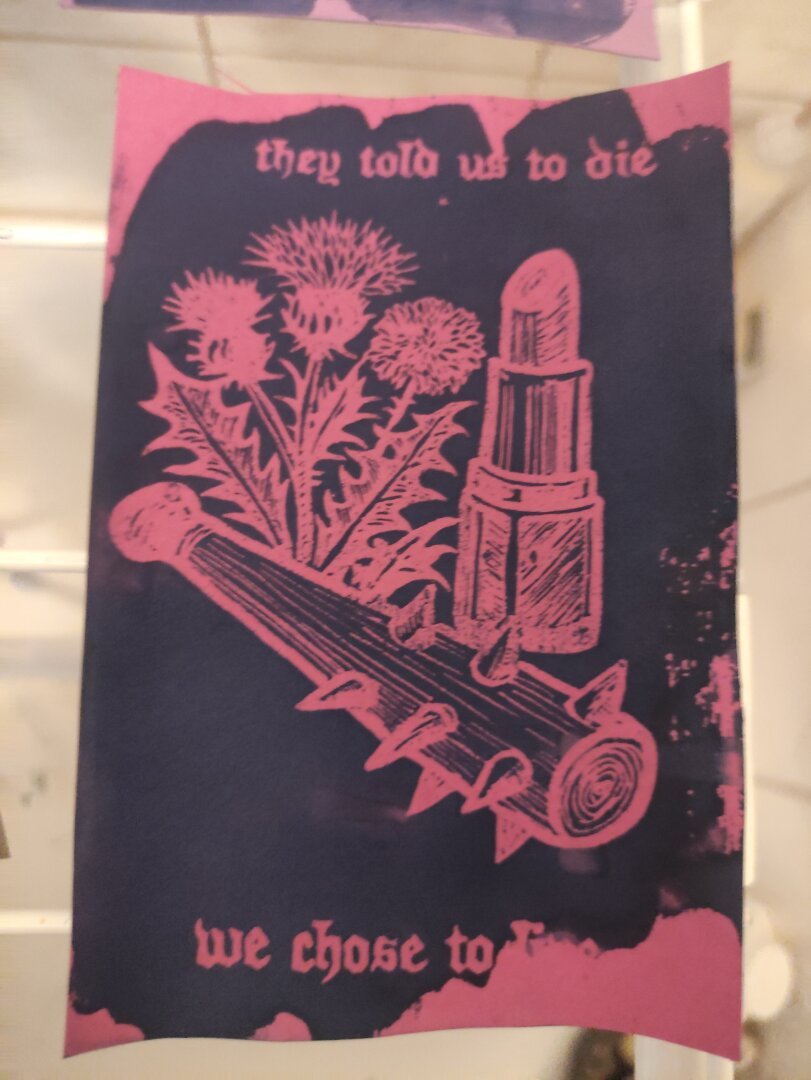 they told us to die
we chose to